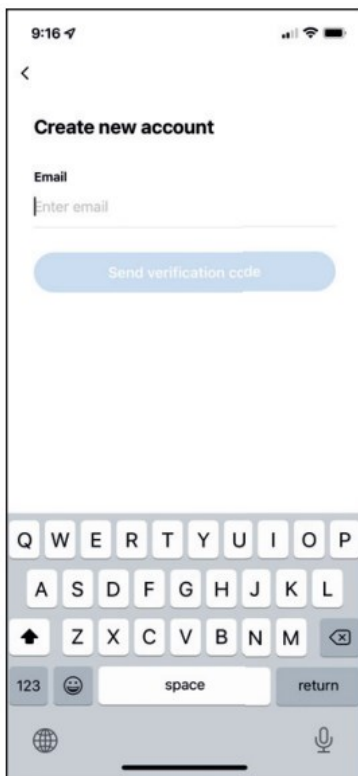 9:16
Create new account
Email
Enter email
Send verification code
Q W E R T Y U I O P
A S D F G H J K L
Z X C V B N M
123 space return